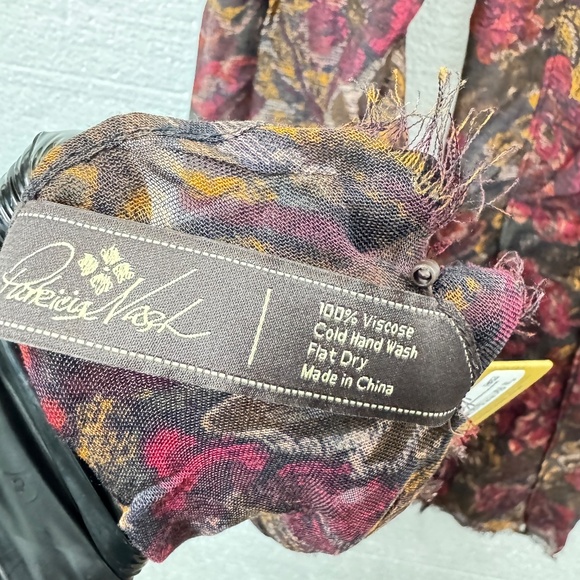 Patricia Nash
100% Viscose
Cold Hand Wash
Flat Dry
Made in China